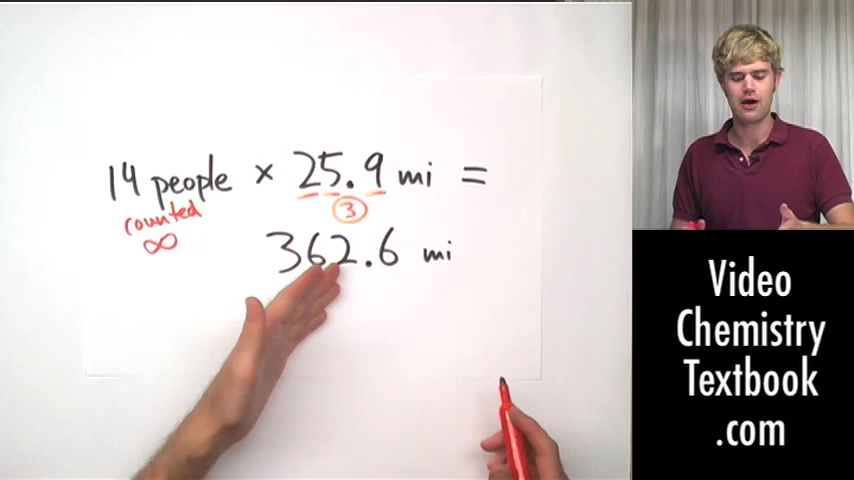 14 people × 25.9 mi =
counted
3
∞
362.6 mi
Video
Chemistry
Textbook
.com